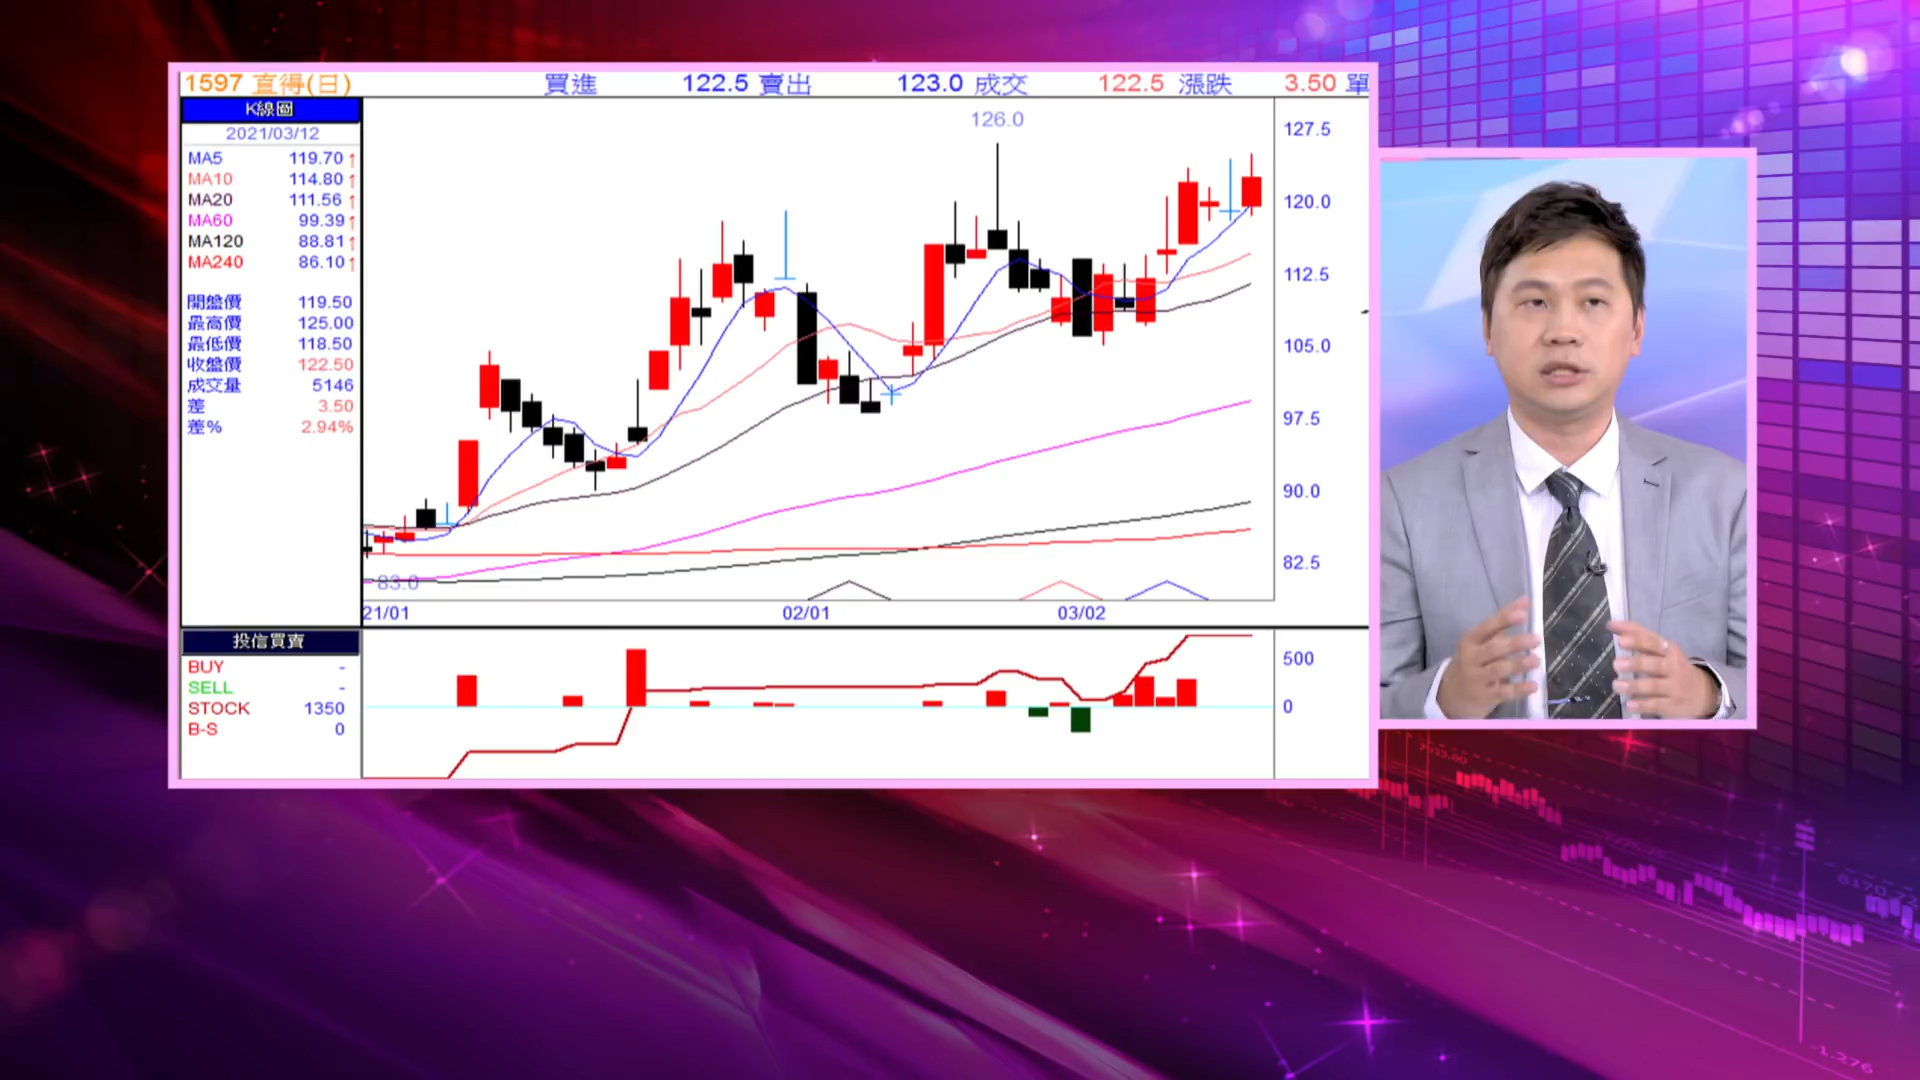 1597 直得(日) 買進 122.5 賣出 123.0 成交 122.5 漲跌 3.50 單
K線圖
2021/03/12
MA5 119.70↑
MA10 114.80↑
MA20 111.56↑
MA60 99.39↑
MA120 88.81↑
MA240 86.10↑
開盤價 119.50
最高價 125.00
最低價 118.50
收盤價 122.50
成交量 5146
差 3.50
差% 2.94%
126.0
83.0
127.5
120.0
112.5
105.0
97.5
90.0
82.5
21/01 02/01 03/02
投信買賣
BUY -
SELL -
STOCK 1350
B-S 0
500
0
-1.276